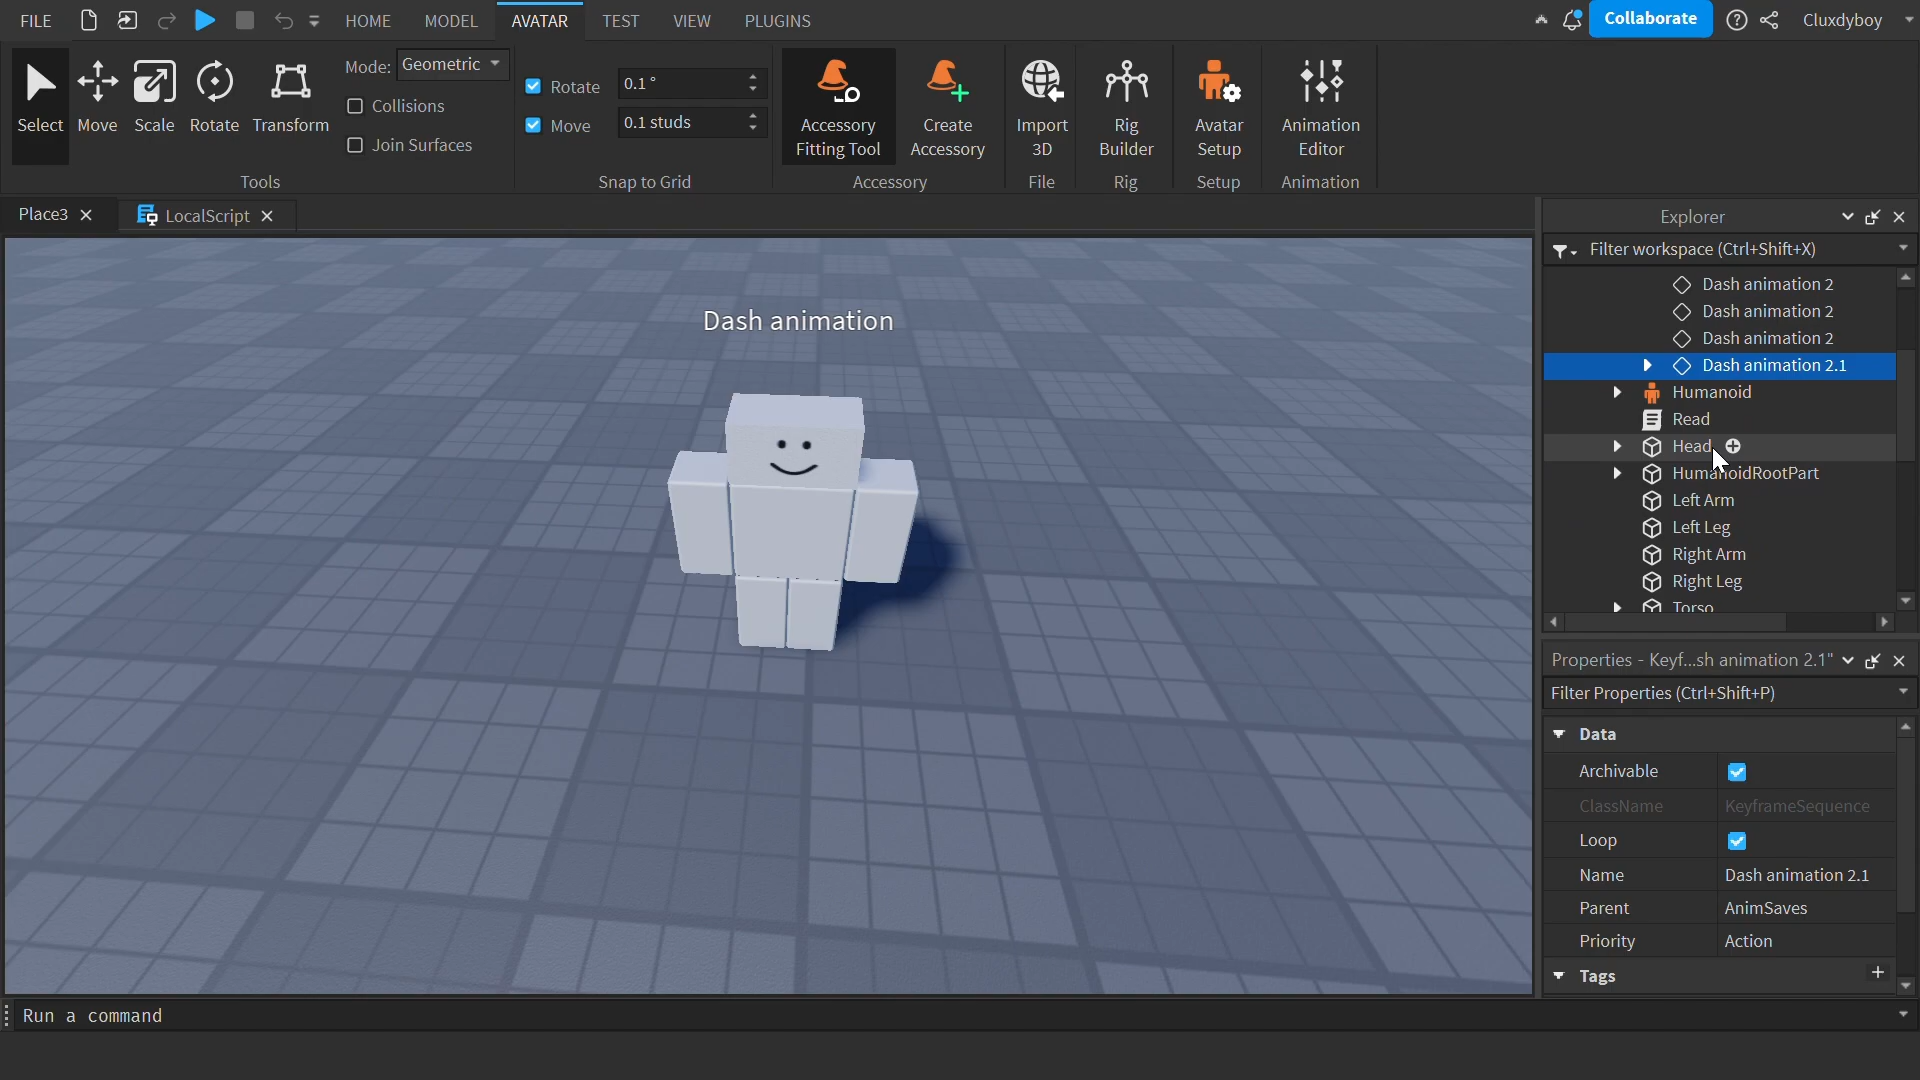 FILE HOME MODEL AVATAR TEST VIEW PLUGINS Collaborate Cluxdyboy
Select Move Scale Rotate Transform
Mode: Geometric
Collisions
Join Surfaces
Tools
Rotate 0.1 °
Move 0.1 studs
Snap to Grid
Accessory
Fitting Tool
Create
Accessory
Accessory
Import
3D
File
Rig
Builder
Rig
Avatar
Setup
Setup
Animation
Editor
Animation
Place3 LocalScript
Dash animation
Explorer
Filter workspace (Ctrl+Shift+X)
Dash animation 2
Dash animation 2
Dash animation 2
Dash animation 2.1
Humanoid
Read
Head
HumanoidRootPart
Left Arm
Left Leg
Right Arm
Right Leg
Torso
Properties - Keyf...sh animation 2.1"
Filter Properties (Ctrl+Shift+P)
Data
Archivable
ClassName KeyframeSequence
Loop
Name Dash animation 2.1
Parent AnimSaves
Priority Action
Tags
Run a command